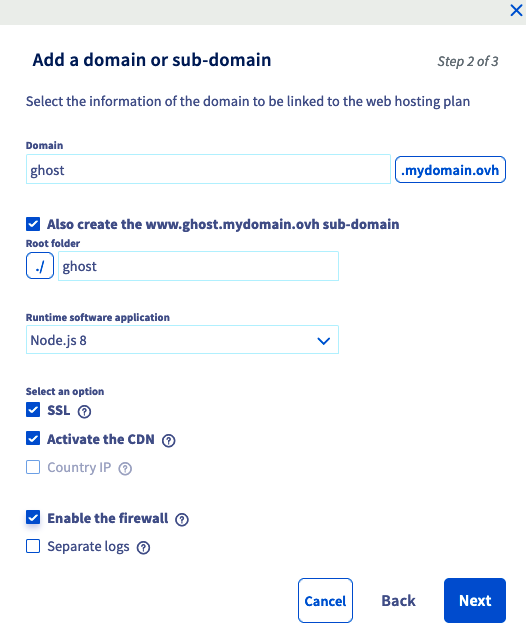 Add a domain or sub-domain
Step 2 of 3
Select the information of the domain to be linked to the web hosting plan
Domain
ghost .mydomain.ovh
Also create the www.ghost.mydomain.ovh sub-domain
Root folder
./ ghost
Runtime software application
Node.js 8
Select an option
SSL ?
Activate the CDN ?
Country IP ?
Enable the firewall ?
Separate logs ?
Cancel Back Next